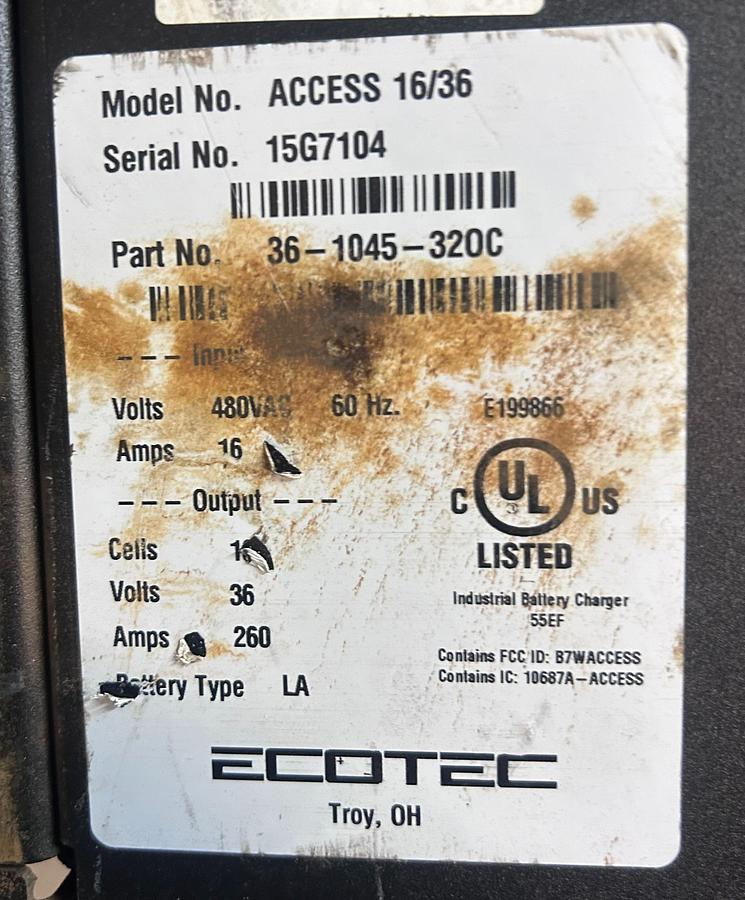 Model No. ACCESS 16/36
Serial No. 15G7104
Part No. 36-1045-320C
--- Input
Volts 480VAC 60 Hz. E199866
Amps 16
--- Output ---
C UL US
LISTED
Cells
Volts 36
Industrial Battery Charger
55EF
Amps 260
Contains FCC ID: B7WACCESS
Contains IC: 10687A-ACCESS
Battery Type LA
ECOTEC
Troy, OH